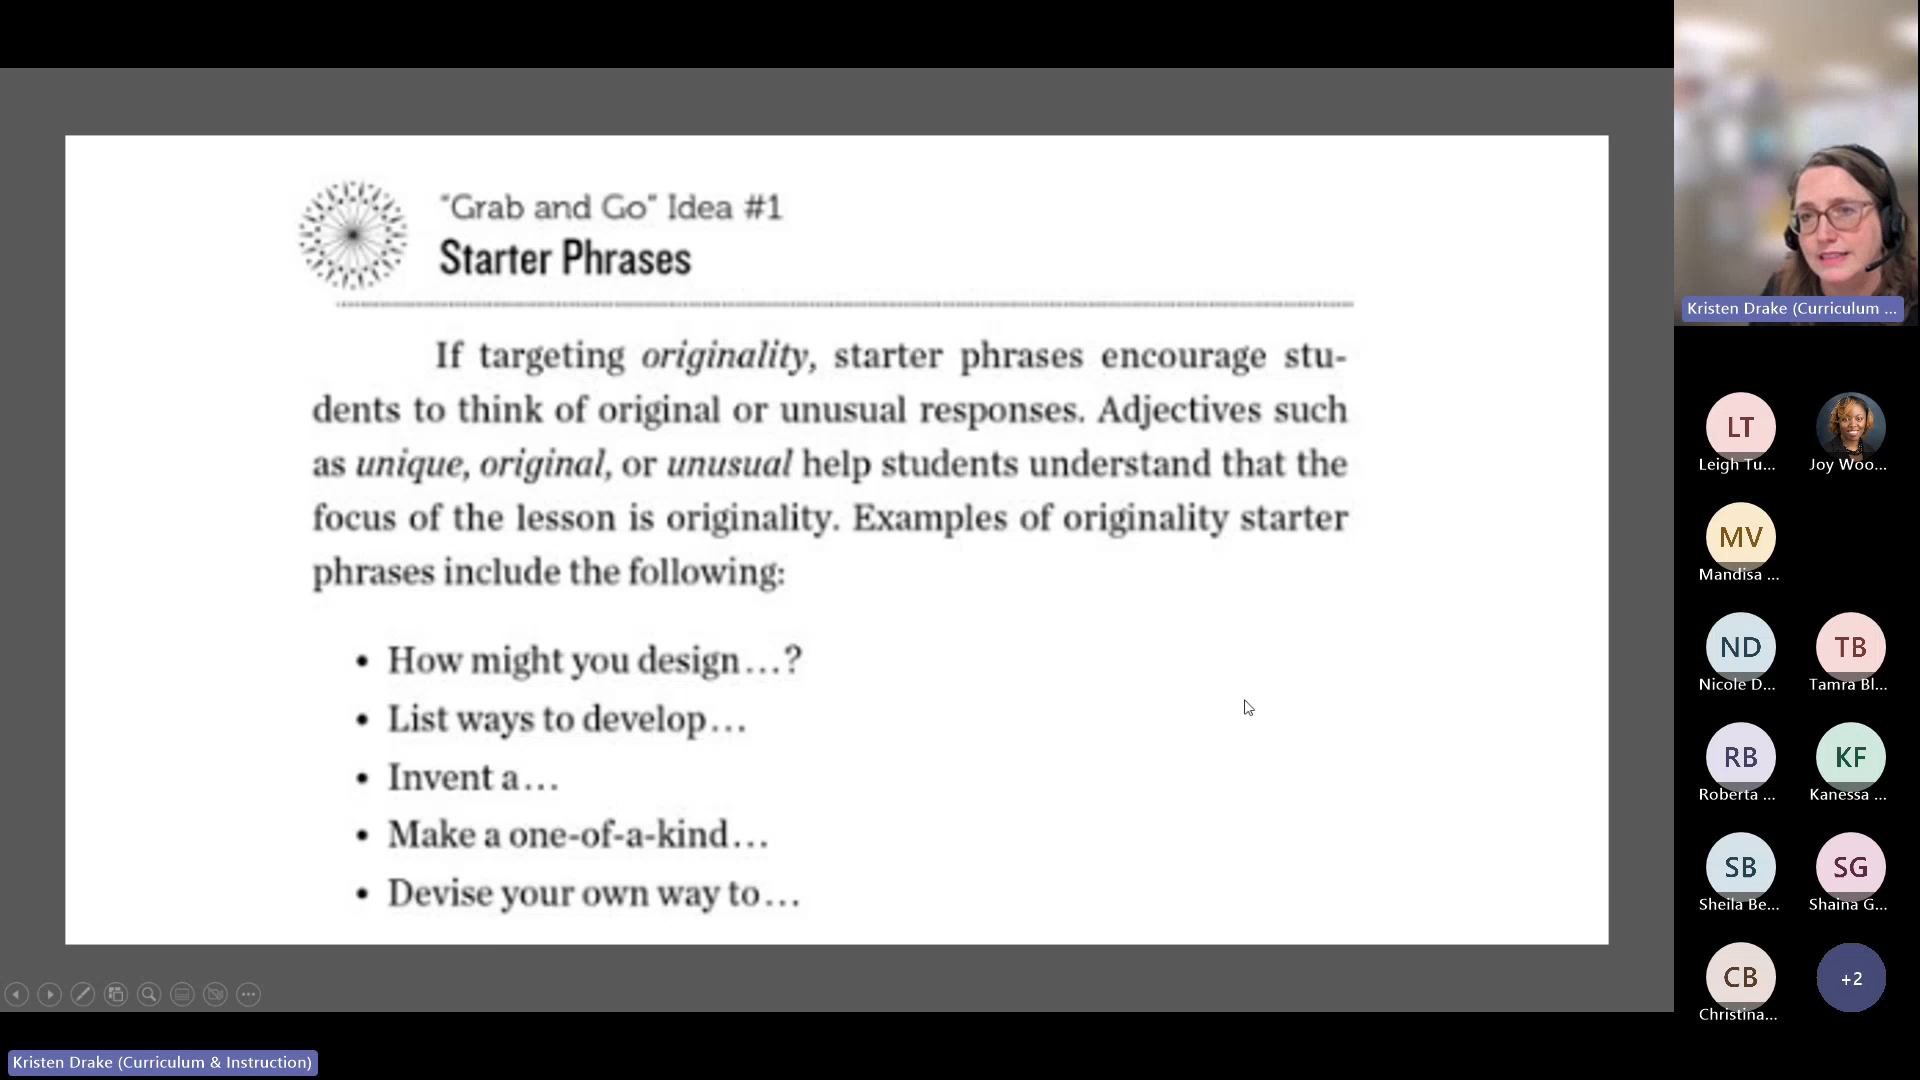 "Grab and Go" Idea #1
Starter Phrases
If targeting originality, starter phrases encourage stu-
dents to think of original or unusual responses. Adjectives such
as unique, original, or unusual help students understand that the
focus of the lesson is originality. Examples of originality starter
phrases include the following:
• How might you design...?
• List ways to develop...
• Invent a...
• Make a one-of-a-kind...
• Devise your own way to...
Kristen Drake (Curriculum ...
LT
Leigh Tu...
Joy Woo...
MV
Mandisa ...
ND
Nicole D...
TB
Tamra Bl...
RB
Roberta ...
KF
Kanessa ...
SB
Sheila Be...
SG
Shaina G...
CB
Christina...
+2
Kristen Drake (Curriculum & Instruction)